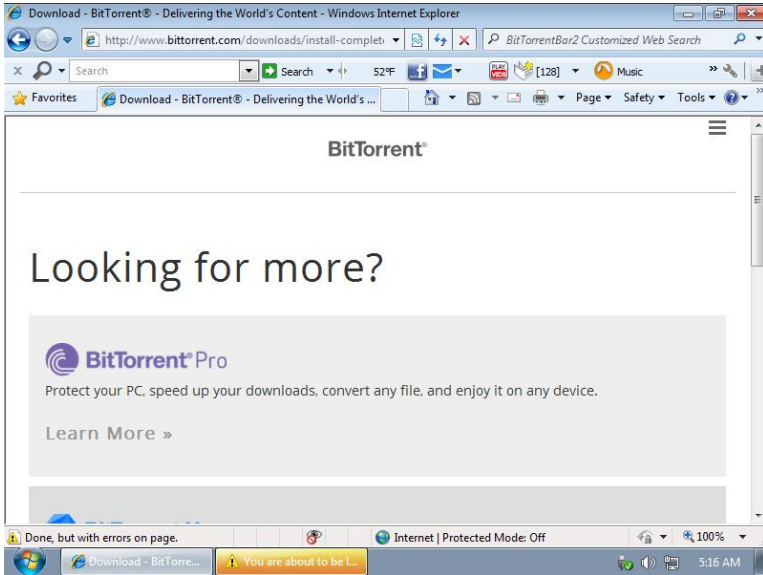 Download - BitTorrent® - Delivering the World's Content - Windows Internet Explorer
http://www.bittorrent.com/downloads/install-complet
BitTorrentBar2 Customized Web Search
x Search Search 52°F PLAY VIDS [128] Music »
Favorites Download - BitTorrent® - Delivering the World's ... Page Safety Tools »
BitTorrent®
Looking for more?
BitTorrent® Pro
Protect your PC, speed up your downloads, convert any file, and enjoy it on any device.
Learn More »
Done, but with errors on page. Internet | Protected Mode: Off 100%
Download - BitTorre... You are about to be l... 5:16 AM